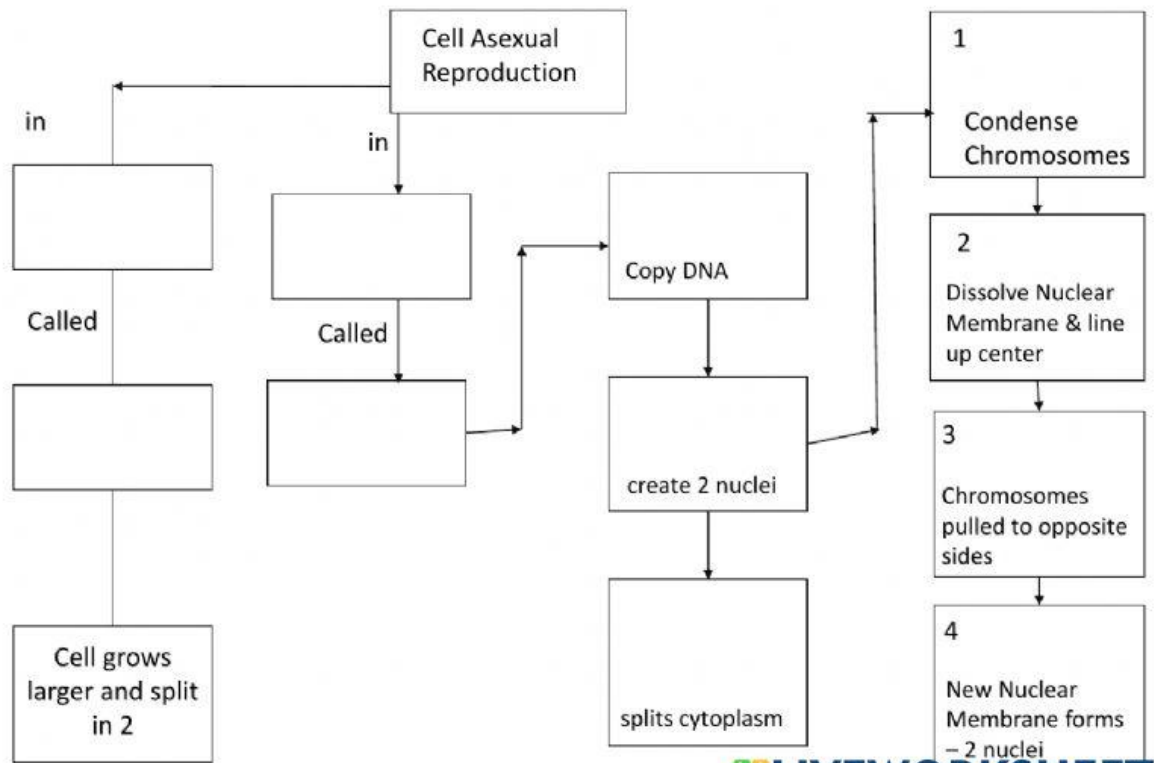 Cell Asexual
Reproduction
in
in
Called
Called
Cell grows
larger and split
in 2
Copy DNA
create 2 nuclei
splits cytoplasm
1
Condense
Chromosomes
2
Dissolve Nuclear
Membrane & line
up center
3
Chromosomes
pulled to opposite
sides
4
New Nuclear
Membrane forms
– 2 nuclei